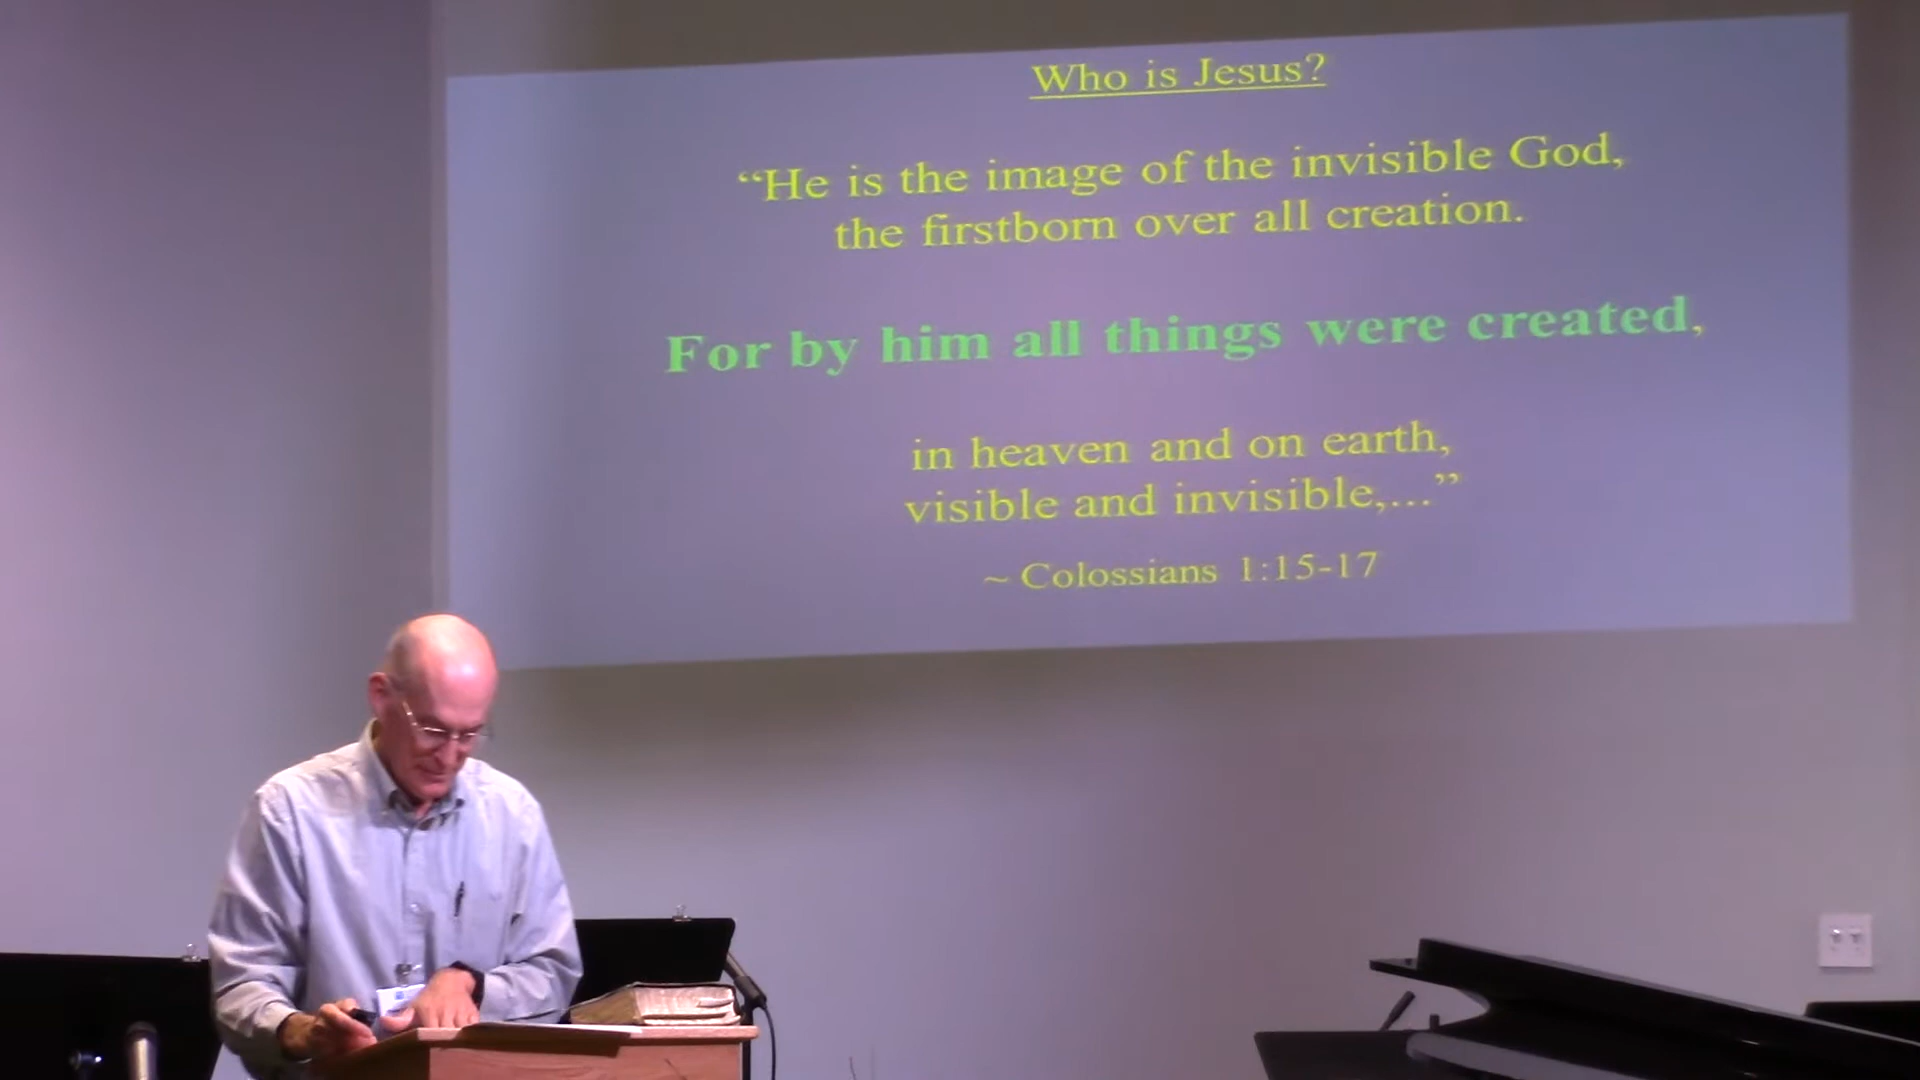 Who is Jesus?
“He is the image of the invisible God,
the firstborn over all creation.
For by him all things were created,
in heaven and on earth,
visible and invisible,...”
~ Colossians 1:15-17